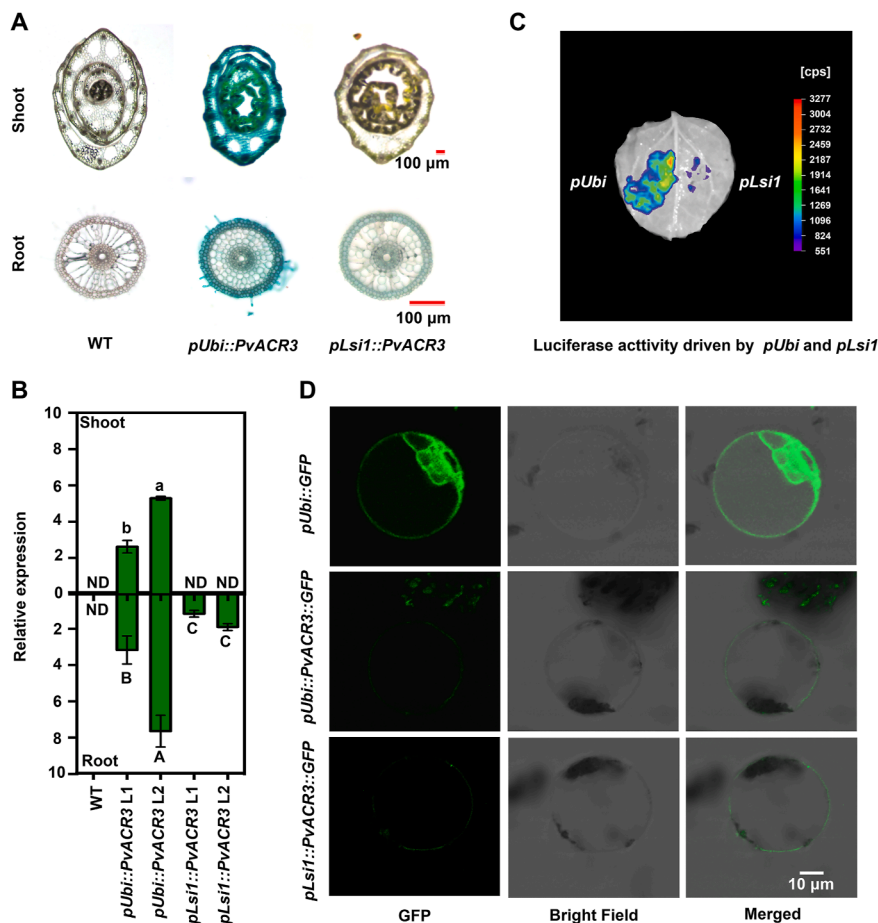 A
Shoot
100 μm
Root
100 μm
WT
pUbi::PvACR3
pLsi1::PvACR3
C
[cps]
3277
3004
2732
2459
2187
1914
1641
1269
1096
824
551
pUbi
pLsi1
Luciferase acttivity driven by pUbi and pLsi1
B
Relative expression
10
8
6
4
2
0
2
4
6
8
10
Shoot
a
b
ND ND ND
ND
C
C
B
A
Root
WT
pUbi::PvACR3 L1
pUbi::PvACR3 L2
pLsi1::PvACR3 L1
pLsi1::PvACR3 L2
D
pUbi::GFP
pUbi::PvACR3::GFP
pLsi1::PvACR3::GFP
10 μm
GFP
Bright Field
Merged